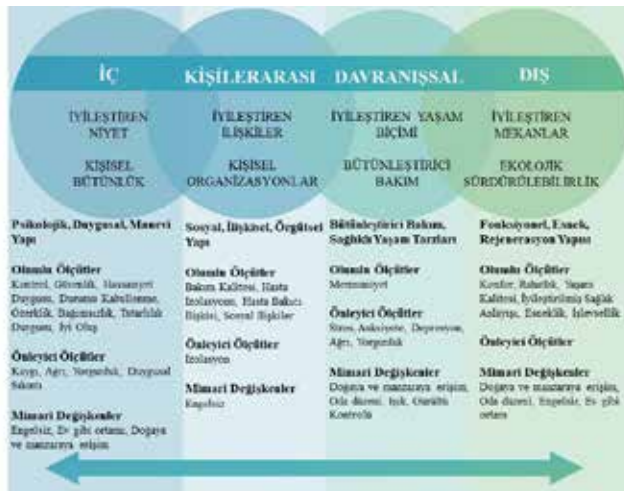 İÇ
İYİLEŞTİREN
NİYET
KİŞİSEL
BÜTÜNLÜK
Psikolojik, Duygusal, Manevi
Yapı
Olumlu Ölçütler
Kontrol, Güvenlik, Hassasiyet
Duygusu, Durumu Kabullenme,
Özerklik, Bağımsızlık, Tutarlılık
Duygusu, İyi Oluş
Önleyici Ölçütler
Kaygı, Ağrı, Yorgunluk, Duygusal
Sıkıntı
Mimari Değişkenler
Engelsiz, Ev gibi ortamı, Doğaya
ve manzaraya erişim
KİŞİLERARASI
İYİLEŞTİREN
İLİŞKİLER
KİŞİSEL
ORGANİZASYONLAR
Sosyal, İlişkisel, Örgütsel
Yapı
Olumlu Ölçütler
Bakım Kalitesi, Hasta
İzolasyonu, Hasta Bakıcı
İlişkisi, Sosyal İlişkiler
Önleyici Ölçütler
İzolasyon
Mimari Değişkenler
Engelsiz
DAVRANIŞSAL
İYİLEŞTİREN YAŞAM
BİÇİMİ
BÜTÜNLEŞTİRİCİ
BAKIM
Bütünleştirici Bakım,
Sağlıklı Yaşam Tarzları
Olumlu Ölçütler
Memnuniyet
Önleyici Ölçütler
Stres, Anksiyete, Depresyon,
Ağrı, Yorgunluk
Mimari Değişkenler
Doğaya ve manzaraya erişim,
Oda düzeni, Işık, Gürültü
Kontrolü
DIŞ
İYİLEŞTİREN
MEKANLAR
EKOLOJİK
SÜRDÜRÜLEBİLİRLİK
Fonksiyonel, Esnek,
Rejenerasyon Yapısı
Olumlu Ölçütler
Konfor, Rahatlık, Yaşam
Kalitesi, İyileştirilmiş Sağlık
Anlayışı, Esneklik, İşlevsellik
Önleyici Ölçütler
Mimari Değişkenler
Doğaya ve manzaraya erişim,
Oda düzeni, Engelsiz, Ev gibi
ortam